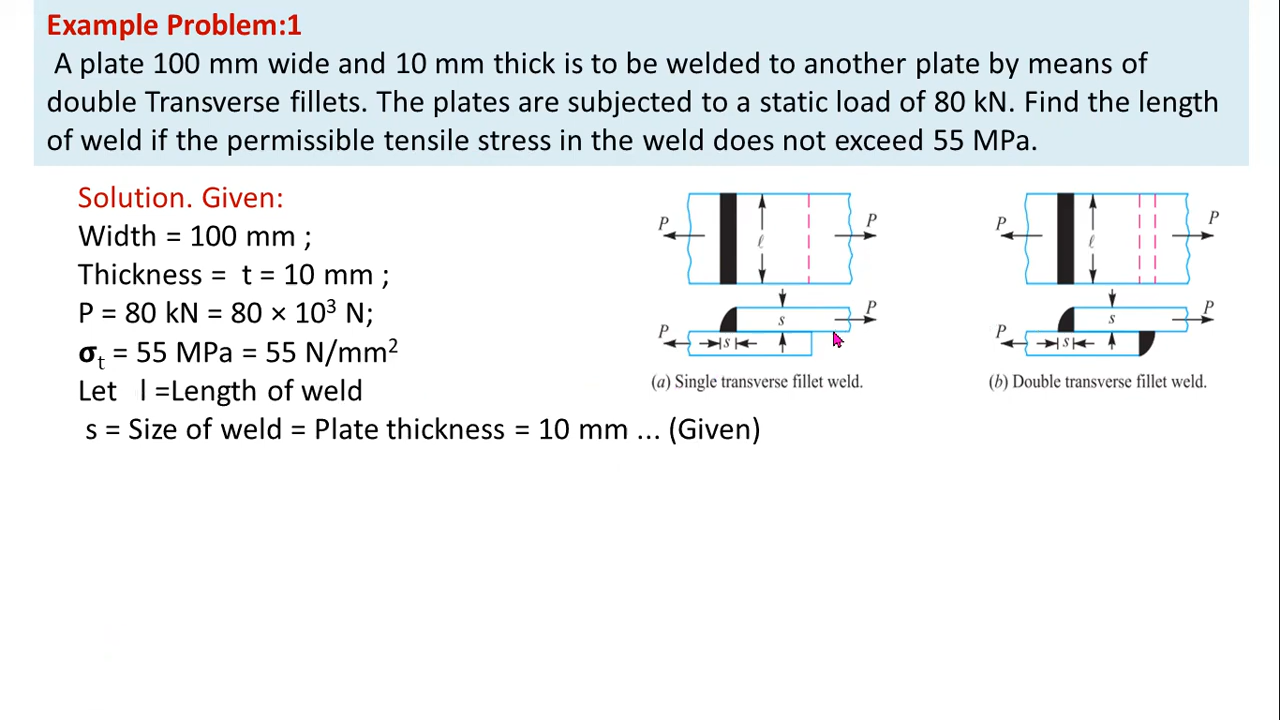 Example Problem:1
A plate 100 mm wide and 10 mm thick is to be welded to another plate by means of
double Transverse fillets. The plates are subjected to a static load of 80 kN. Find the length
of weld if the permissible tensile stress in the weld does not exceed 55 MPa.
Solution. Given:
Width = 100 mm ;
Thickness = t = 10 mm ;
P = 80 kN = 80 × 10³ N;
σt = 55 MPa = 55 N/mm²
Let l =Length of weld
s = Size of weld = Plate thickness = 10 mm ... (Given)
P P
ℓ
P
s
P
s
(a) Single transverse fillet weld.
P P
ℓ
P
s
P
s
(b) Double transverse fillet weld.